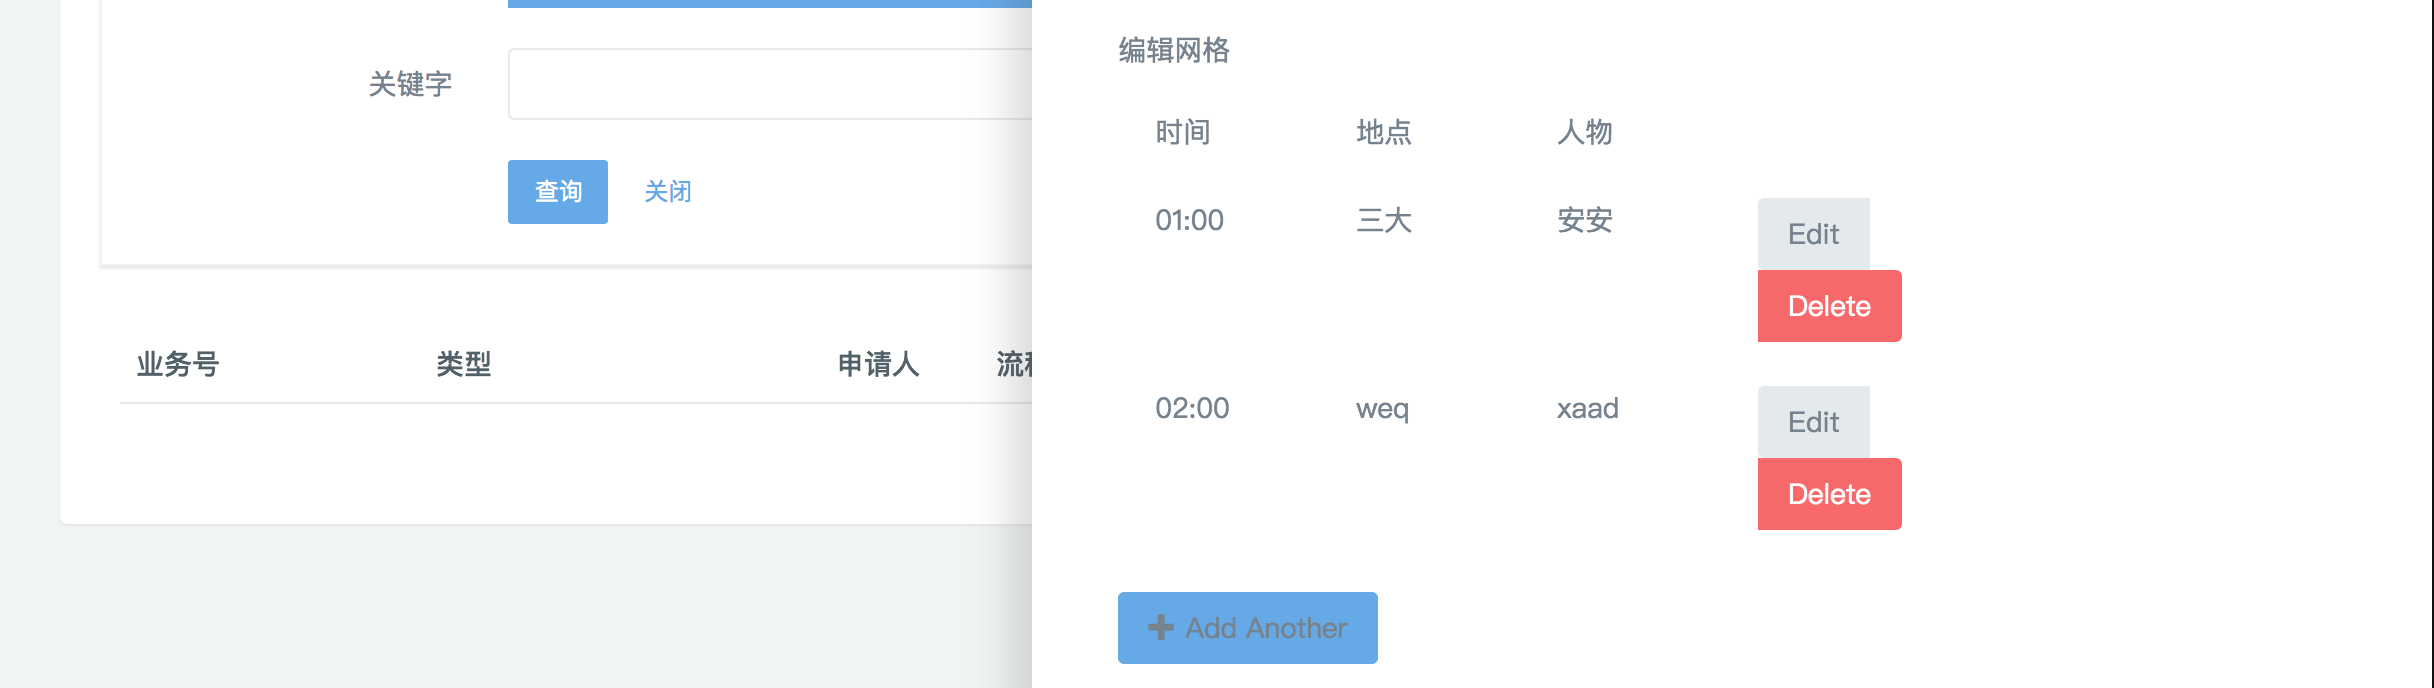 关键字
查询 关闭
业务号 类型 申请人 流
编辑网格
时间 地点 人物
01:00 三大 安安 Edit
Delete
02:00 weq xaad Edit
Delete
Add Another